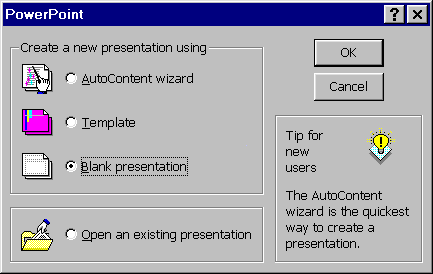 PowerPoint
Create a new presentation using
AutoContent wizard
Template
Blank presentation
Open an existing presentation
OK
Cancel
Tip for
new
users
The AutoContent
wizard is the quickest
way to create a
presentation.